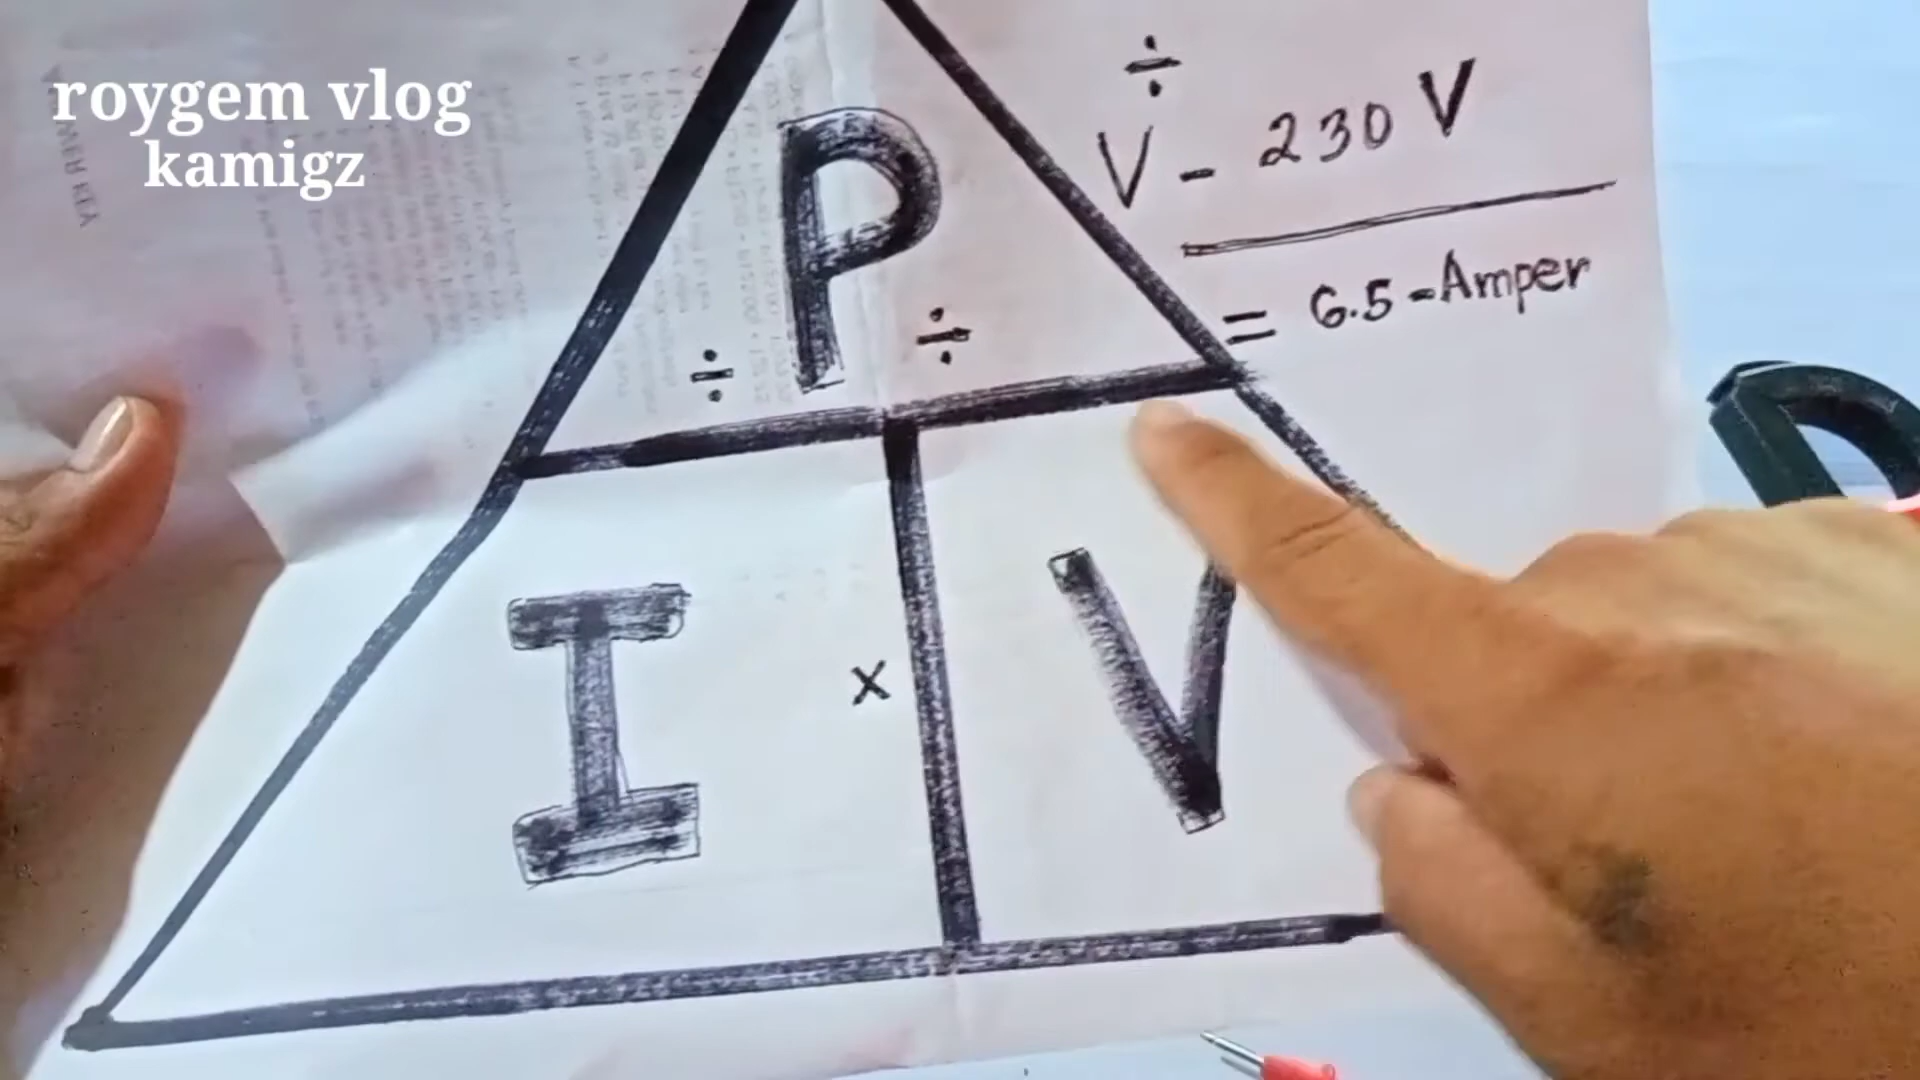 roygem vlog
kamigz
÷
V - 230 V
= 6.5 - Amper
P
÷ ÷
I x V